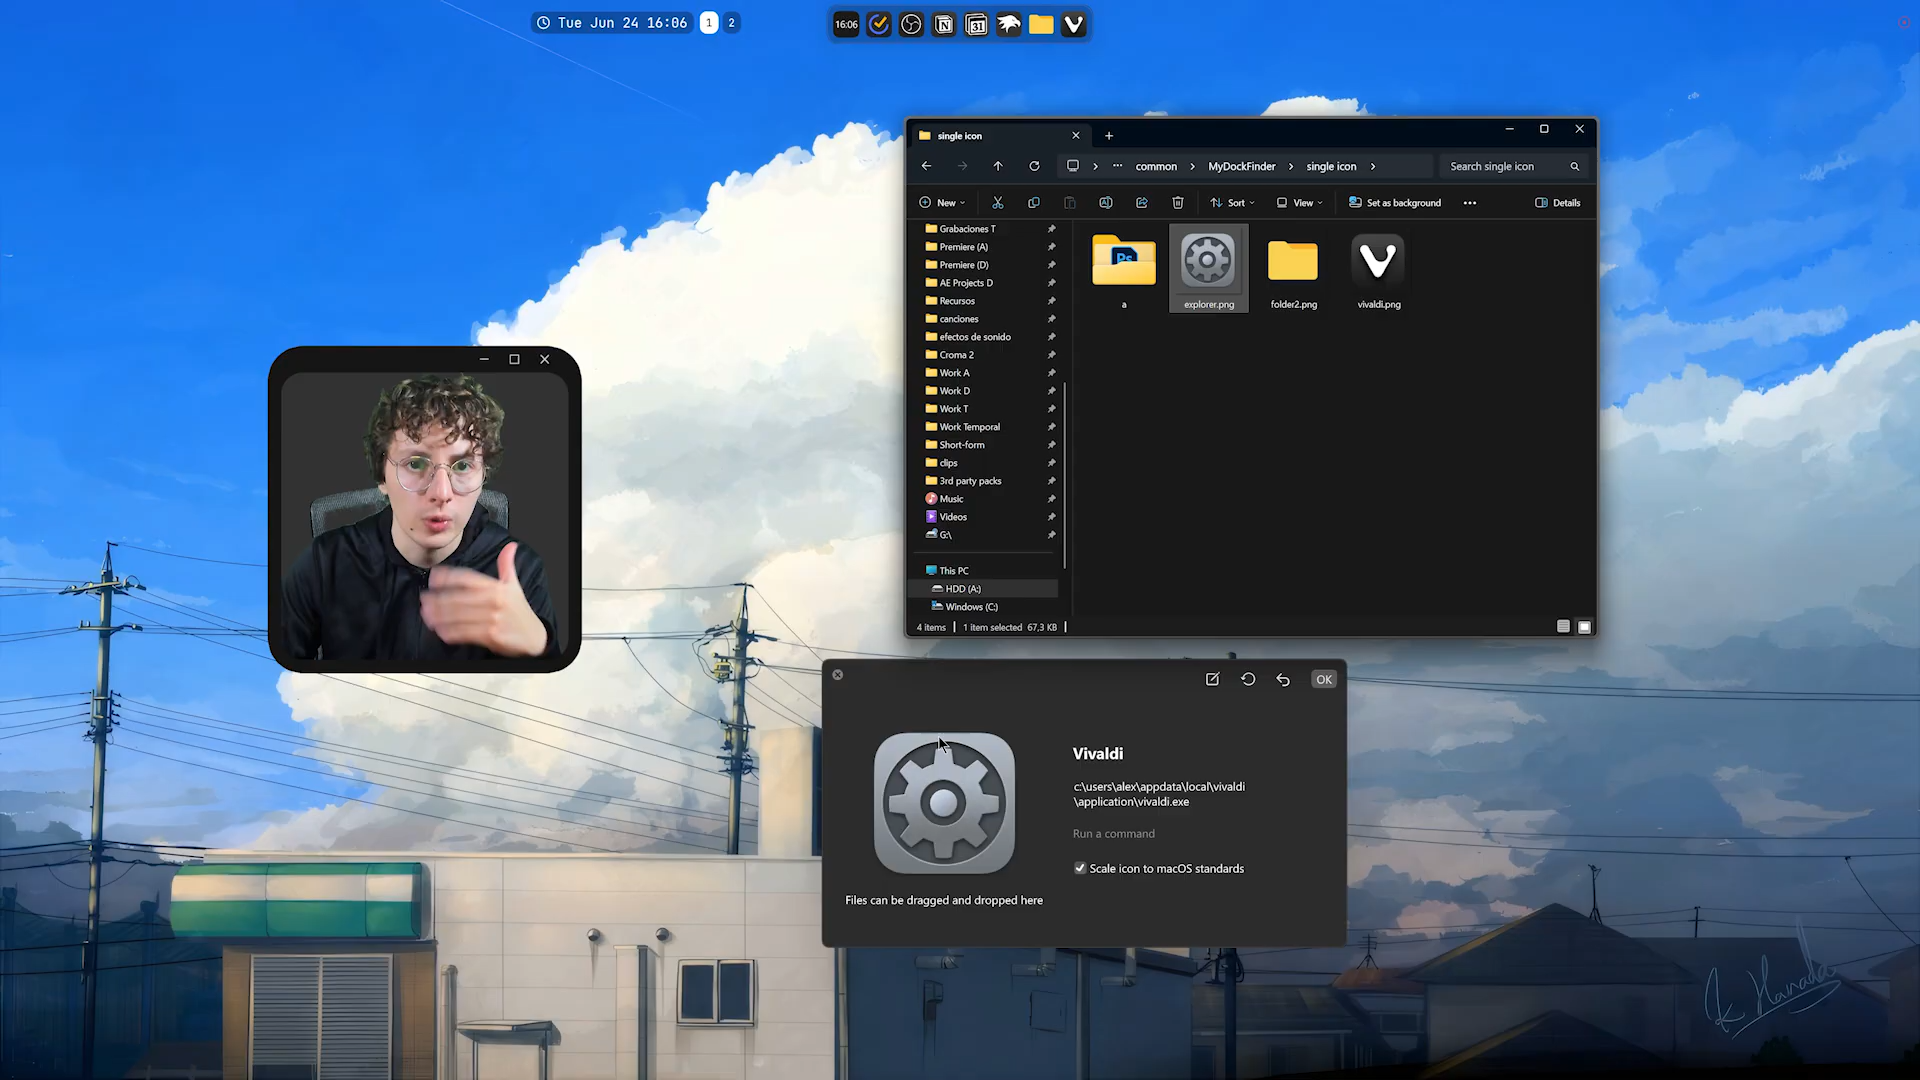 Tue Jun 24 16:06 1 2
16:06 31
single icon
common > MyDockFinder > single icon >
Search single icon
New
Sort
View
Set as background
Details
Grabaciones T
Premiere (A)
Premiere (D)
AE Projects D
Recursos
canciones
efectos de sonido
Croma 2
Work A
Work D
Work T
Work Temporal
Short-form
clips
3rd party packs
Music
Videos
G:\
This PC
HDD (A:)
Windows (C:)
Ps
a
explorer.png
folder2.png
vivaldi.png
4 items
1 item selected 67,3 KB
OK
Vivaldi
c:\users\alex\appdata\local\vivaldi
\application\vivaldi.exe
Run a command
Scale icon to macOS standards
Files can be dragged and dropped here